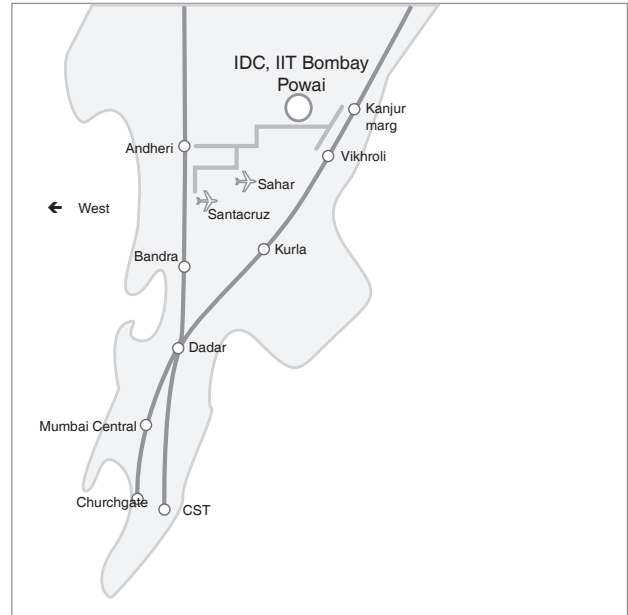 IDC, IIT Bombay
Powai
Kanjur
marg
Andheri
Vikhroli
Sahar
West
Santacruz
Bandra
Kurla
Dadar
Mumbai Central
Churchgate
CST